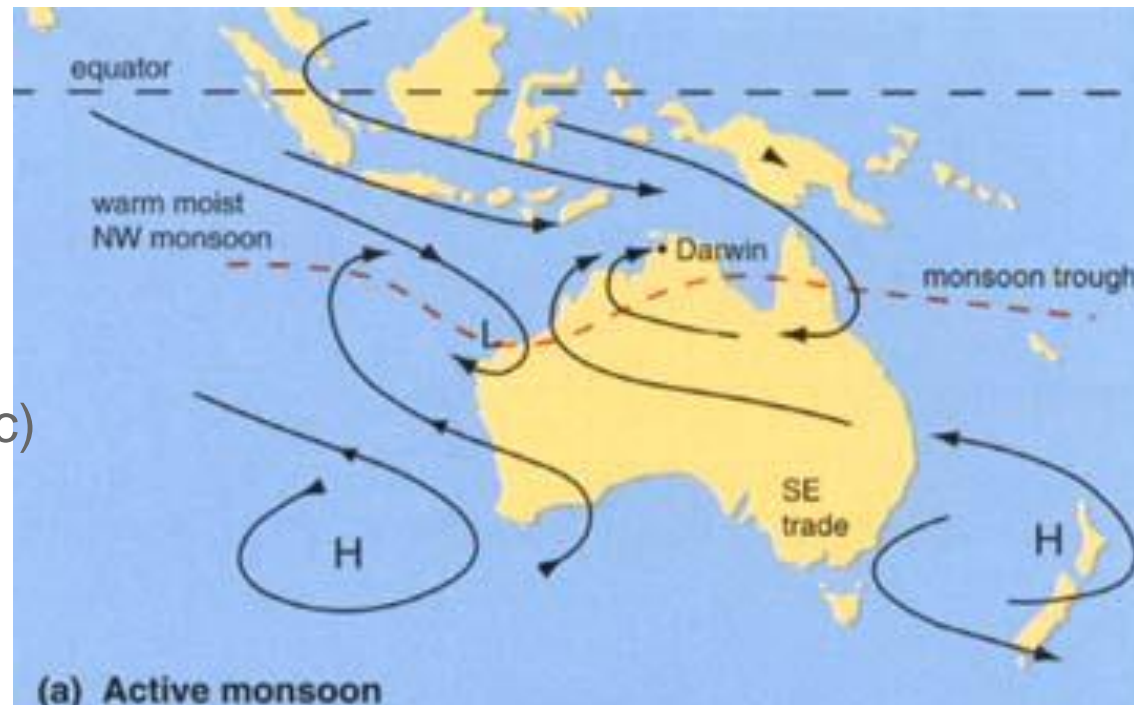 equator
warm moist
NW monsoon
Darwin
monsoon trough
L
c)
SE
trade
H
H
(a) Active monsoon